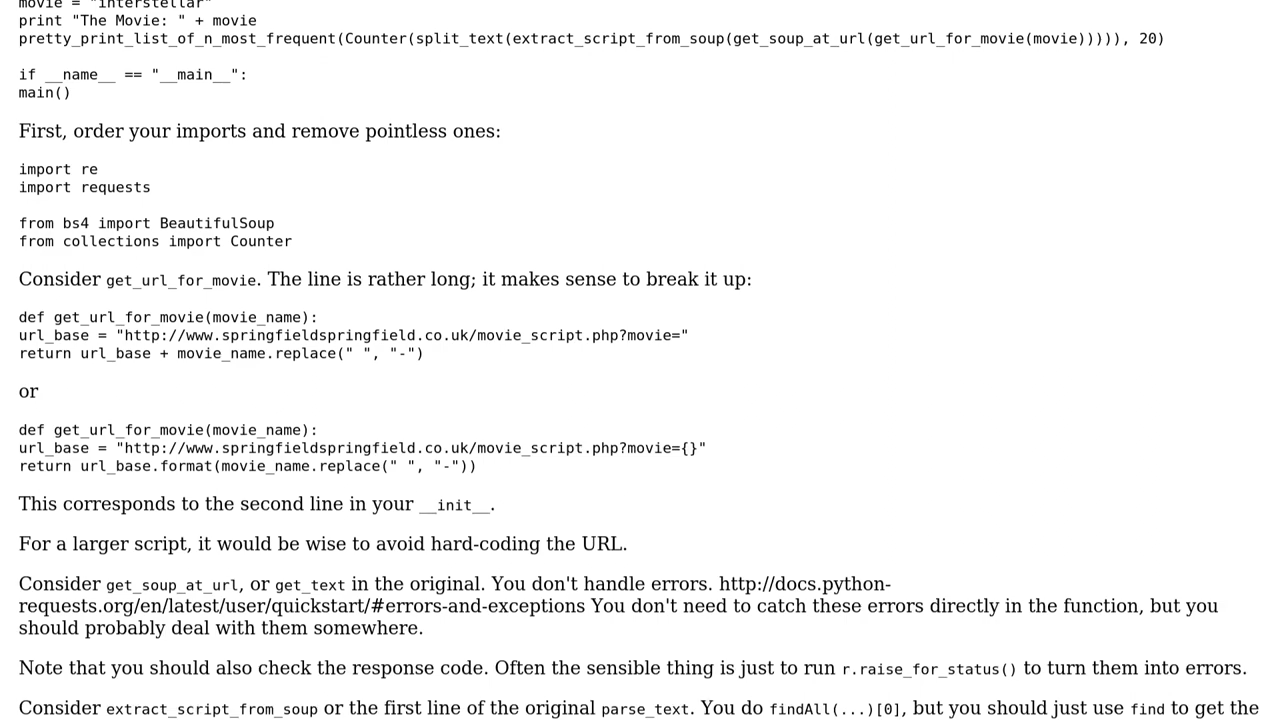 movie = "interstellar"
print "The Movie: " + movie
pretty_print_list_of_n_most_frequent(Counter(split_text(extract_script_from_soup(get_soup_at_url(get_url_for_movie(movie))))), 20)
if __name__ == "__main__":
main()
First, order your imports and remove pointless ones:
import re
import requests
from bs4 import BeautifulSoup
from collections import Counter
Consider get_url_for_movie. The line is rather long; it makes sense to break it up:
def get_url_for_movie(movie_name):
url_base = "http://www.springfieldspringfield.co.uk/movie_script.php?movie="
return url_base + movie_name.replace(" ", "-")
or
def get_url_for_movie(movie_name):
url_base = "http://www.springfieldspringfield.co.uk/movie_script.php?movie={}"
return url_base.format(movie_name.replace(" ", "-"))
This corresponds to the second line in your __init__.
For a larger script, it would be wise to avoid hard-coding the URL.
Consider get_soup_at_url, or get_text in the original. You don't handle errors. http://docs.python-
requests.org/en/latest/user/quickstart/#errors-and-exceptions You don't need to catch these errors directly in the function, but you
should probably deal with them somewhere.
Note that you should also check the response code. Often the sensible thing is just to run r.raise_for_status() to turn them into errors.
Consider extract_script_from_soup or the first line of the original parse_text. You do findAll(...)[0], but you should just use find to get the